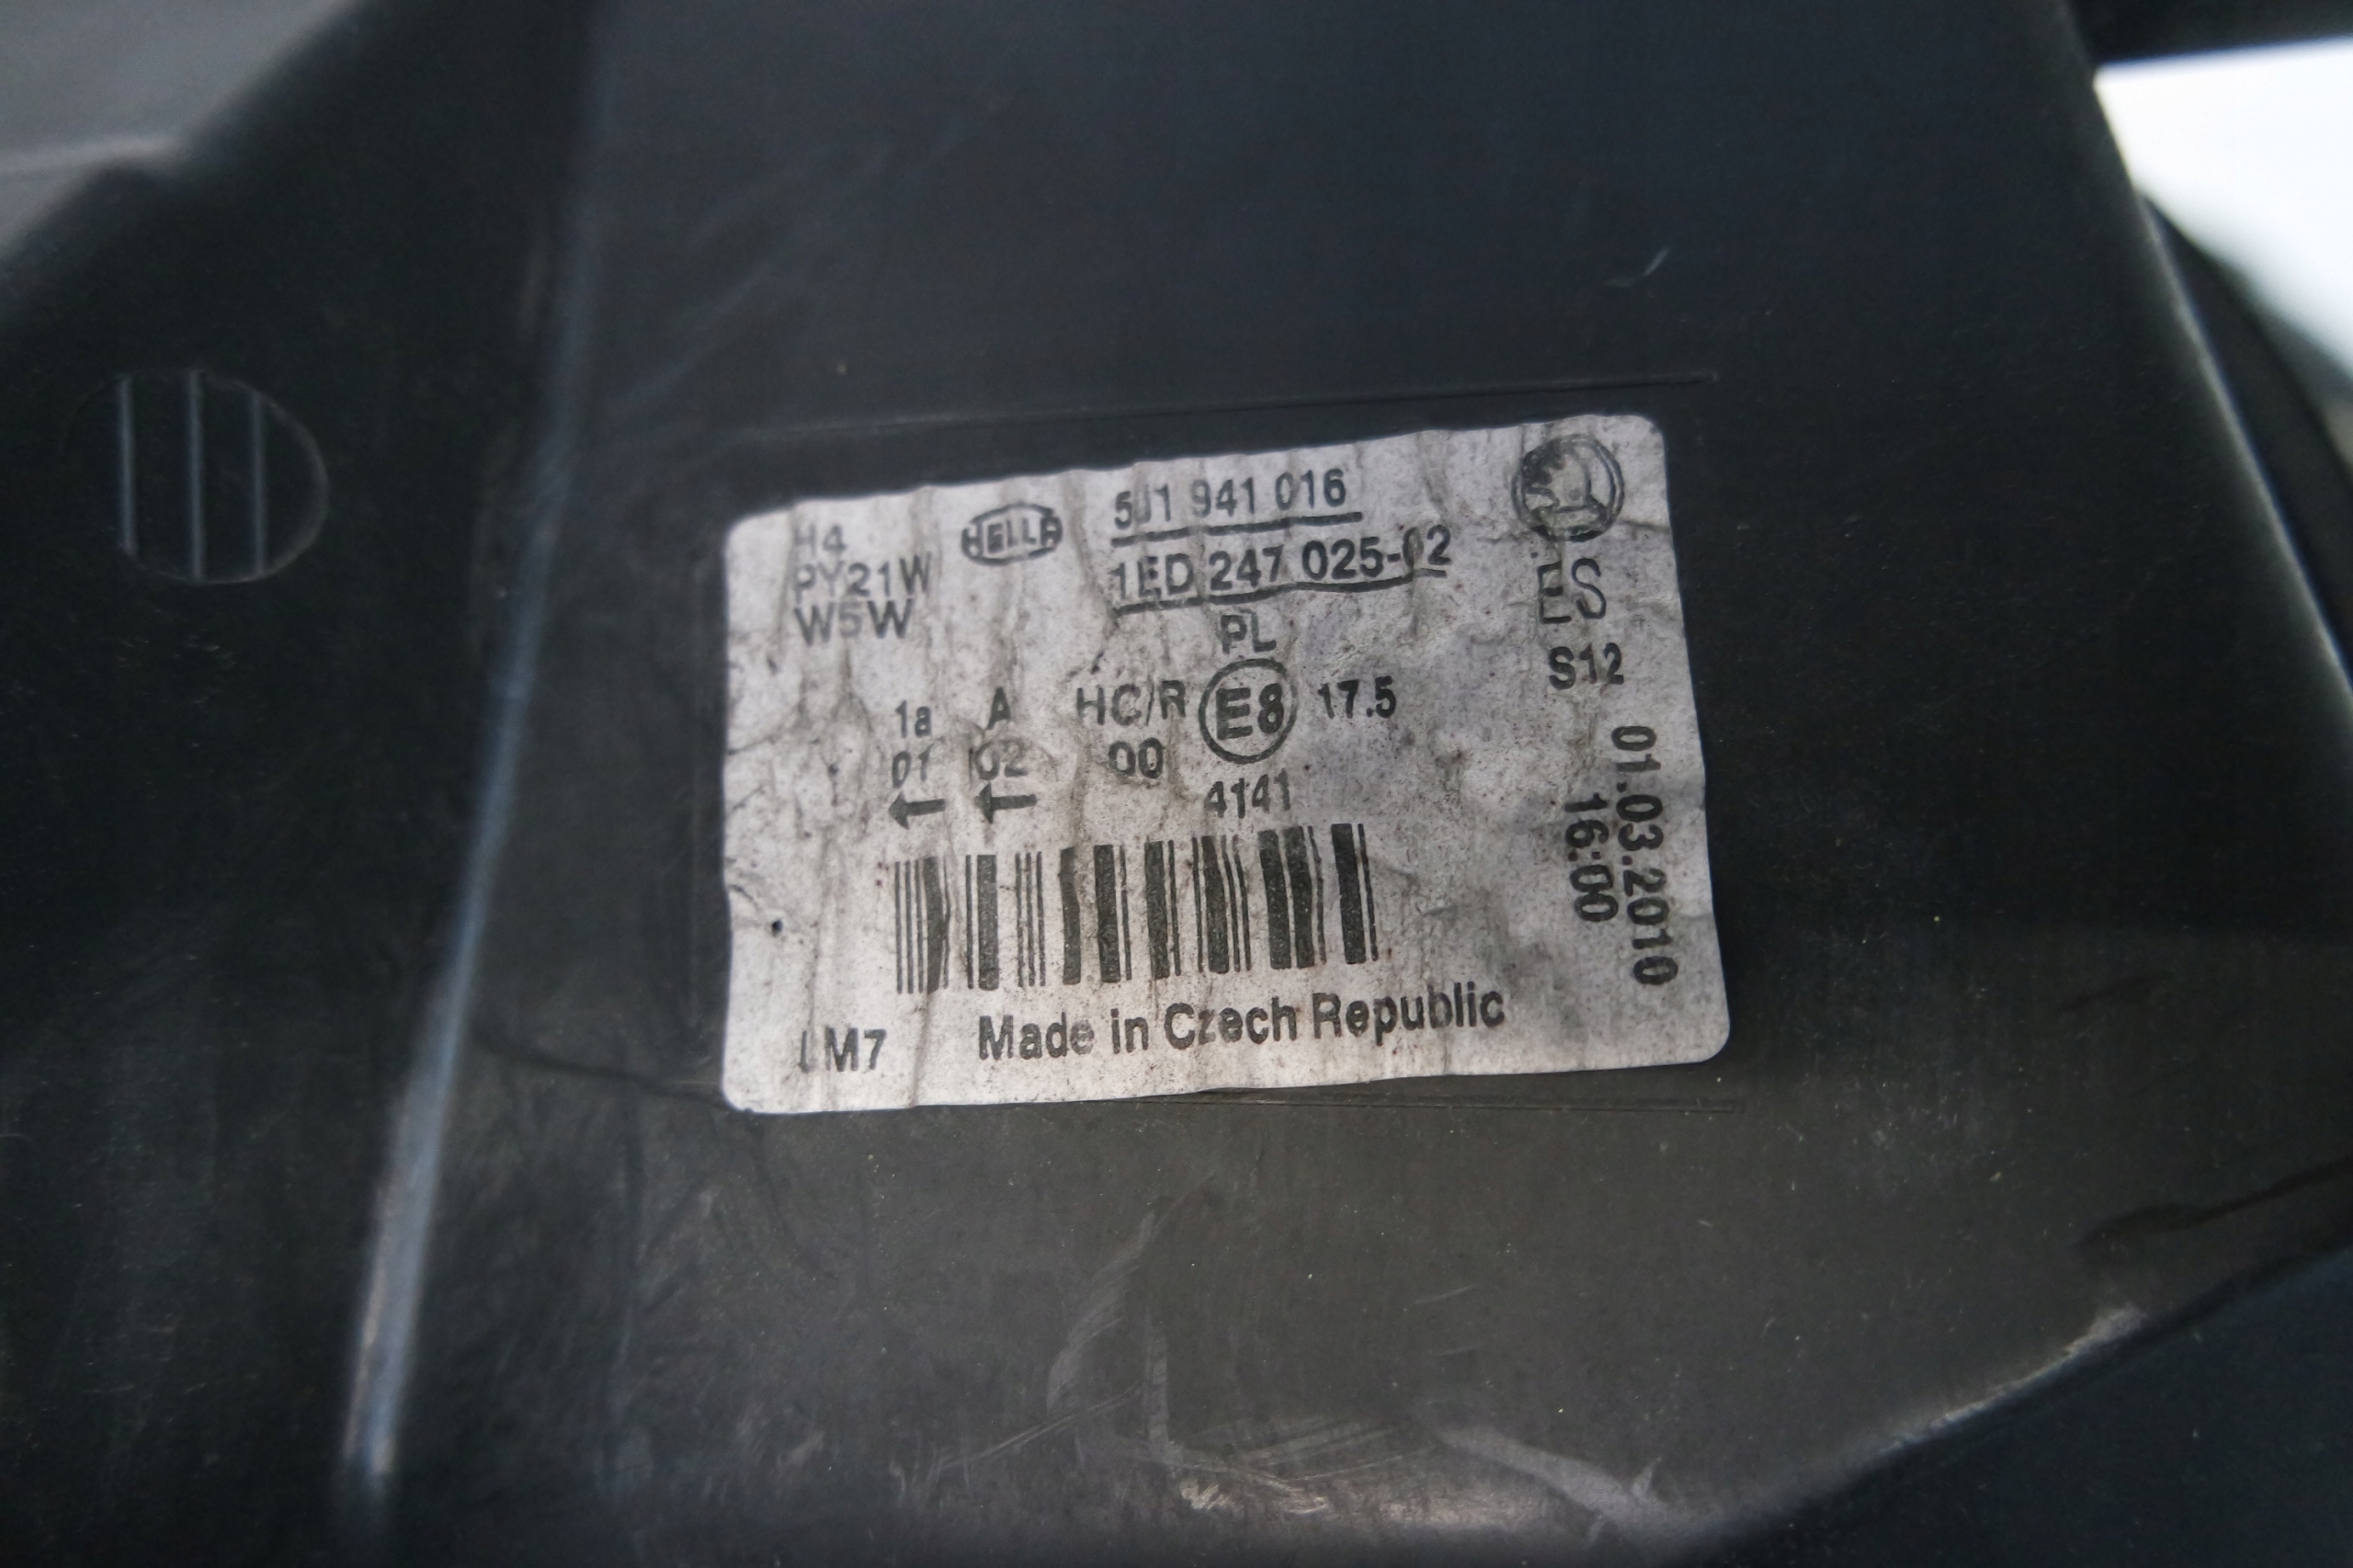 H4
PY21W
W5W
HELLA
5J1 941 016
1ED 247 025-02
PL
1a A HC/R E8 17.5
01 02 00
4141
ES
S12
01.03.2010
16:00
M7
Made in Czech Republic